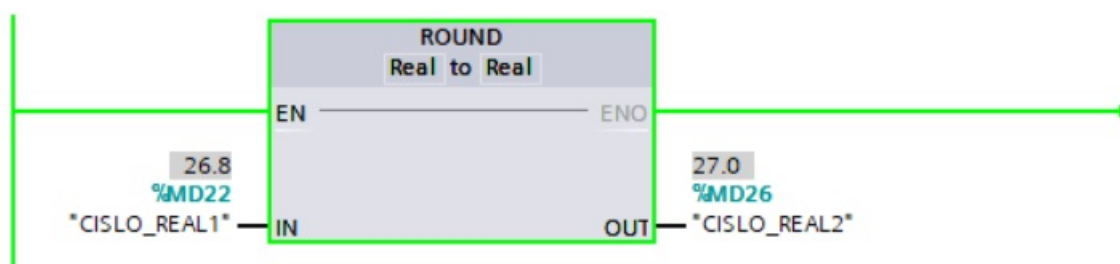 ROUND
Real to Real
EN ENO
26.8 27.0
%MD22 %MD26
"CISLO_REAL1" IN OUT "CISLO_REAL2"